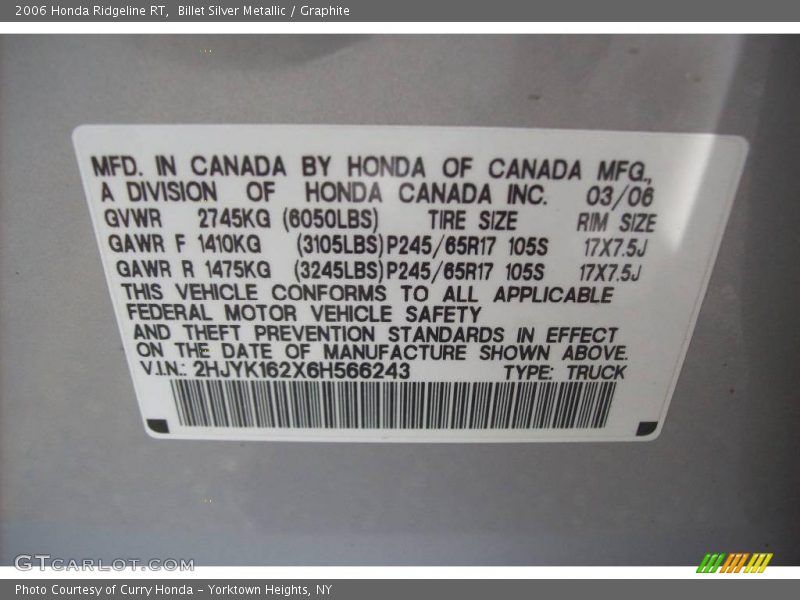 2006 Honda Ridgeline RT, Billet Silver Metallic / Graphite
MFD. IN CANADA BY HONDA OF CANADA MFG.,
A DIVISION OF HONDA CANADA INC. 03/06
GVWR 2745KG (6050LBS) TIRE SIZE RIM SIZE
GAWR F 1410KG (3105LBS) P245/65R17 105S 17X7.5J
GAWR R 1475KG (3245LBS) P245/65R17 105S 17X7.5J
THIS VEHICLE CONFORMS TO ALL APPLICABLE
FEDERAL MOTOR VEHICLE SAFETY
AND THEFT PREVENTION STANDARDS IN EFFECT
ON THE DATE OF MANUFACTURE SHOWN ABOVE.
V.I.N.: 2HJYK162X6H566243 TYPE: TRUCK
GTCARLOT.COM
Photo Courtesy of Curry Honda - Yorktown Heights, NY